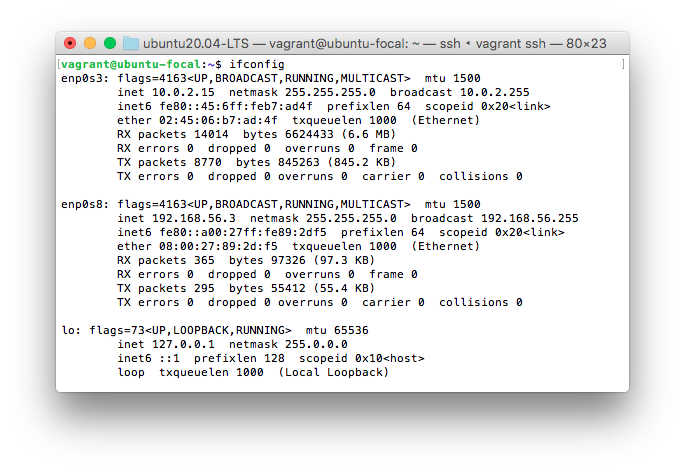 ubuntu20.04-LTS — vagrant@ubuntu-focal: ~ — ssh ‹ vagrant ssh — 80×23
[vagrant@ubuntu-focal:~$ ifconfig ]
enp0s3: flags=4163<UP,BROADCAST,RUNNING,MULTICAST>  mtu 1500
        inet 10.0.2.15  netmask 255.255.255.0  broadcast 10.0.2.255
        inet6 fe80::45:6ff:feb7:ad4f  prefixlen 64  scopeid 0x20<link>
        ether 02:45:06:b7:ad:4f  txqueuelen 1000  (Ethernet)
        RX packets 14014  bytes 6624433 (6.6 MB)
        RX errors 0  dropped 0  overruns 0  frame 0
        TX packets 8770  bytes 845263 (845.2 KB)
        TX errors 0  dropped 0 overruns 0  carrier 0  collisions 0
enp0s8: flags=4163<UP,BROADCAST,RUNNING,MULTICAST>  mtu 1500
        inet 192.168.56.3  netmask 255.255.255.0  broadcast 192.168.56.255
        inet6 fe80::a00:27ff:fe89:2df5  prefixlen 64  scopeid 0x20<link>
        ether 08:00:27:89:2d:f5  txqueuelen 1000  (Ethernet)
        RX packets 365  bytes 97326 (97.3 KB)
        RX errors 0  dropped 0  overruns 0  frame 0
        TX packets 295  bytes 55412 (55.4 KB)
        TX errors 0  dropped 0 overruns 0  carrier 0  collisions 0
lo: flags=73<UP,LOOPBACK,RUNNING>  mtu 65536
        inet 127.0.0.1  netmask 255.0.0.0
        inet6 ::1  prefixlen 128  scopeid 0x10<host>
        loop  txqueuelen 1000  (Local Loopback)